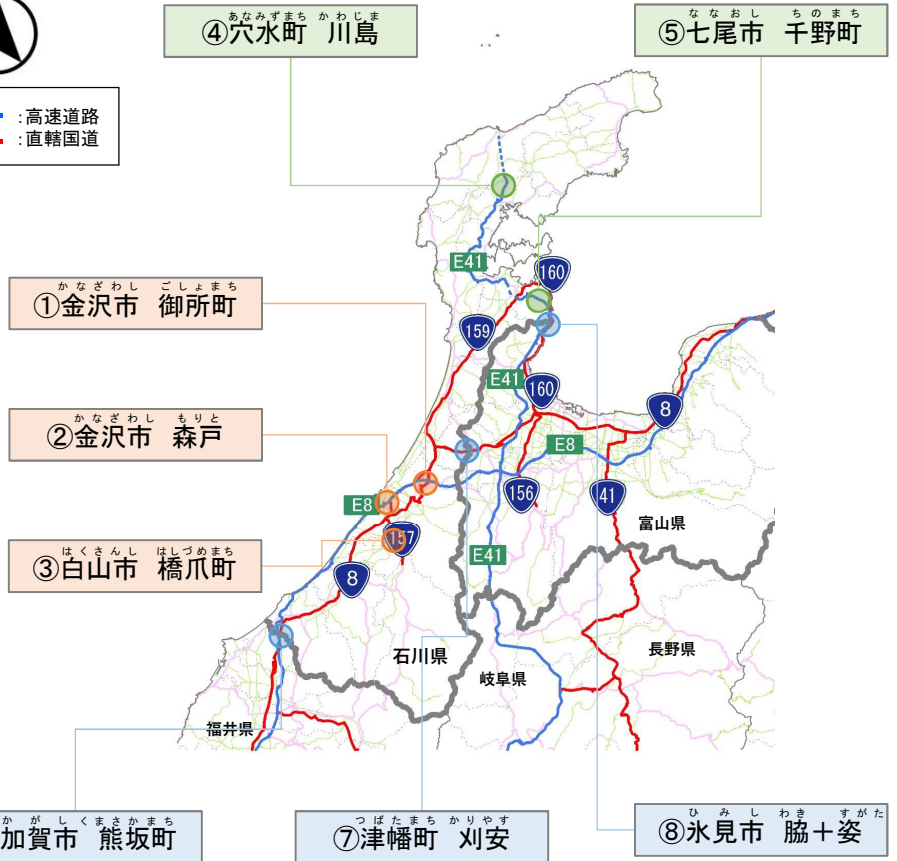 あなみずまち かわじま
④穴水町 川島
ななおし ちのまち
⑤七尾市 千野町
:高速道路
:直轄国道
E41
160
かなざわし ごしょまち
①金沢市 御所町
159
E41
160
8
かなざわし もりと
②金沢市 森戸
E8
E8
156
41
富山県
はくさんし はしづめまち
③白山市 橋爪町
157
E41
8
石川県
岐阜県
長野県
福井県
かがし くまさかまち
加賀市 熊坂町
つばたまち かりやす
⑦津幡町 刈安
ひみし わき すがた
⑧氷見市 脇＋姿